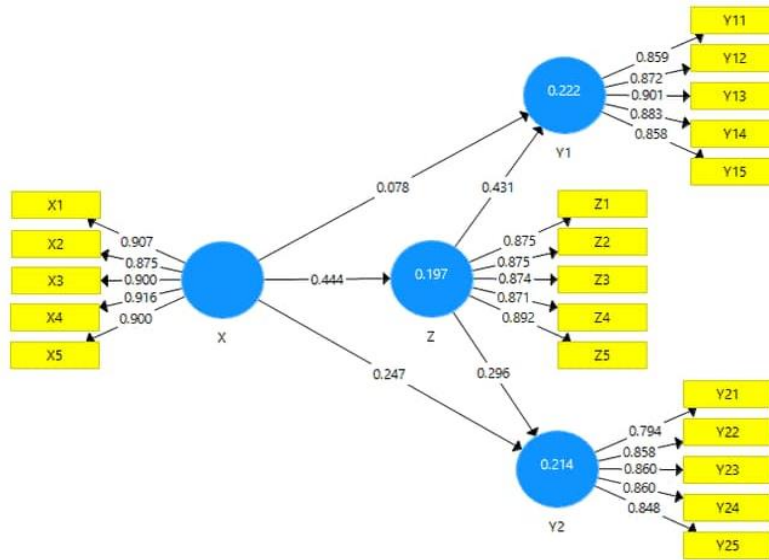 Y11
0.859
Y12
0.872
0.222
0.901
Y13
0.883
Y14
0.858
Y1
Y15
0.078
0.431
X1
Z1
0.907
0.875
X2
Z2
0.875
0.875
X3
0.900
0.444
0.197
0.874
Z3
X4
0.916
0.871
Z4
X5
0.900
0.892
Z5
X
Z
0.247
0.296
Y21
0.794
Y22
0.858
0.214
0.860
Y23
0.860
Y24
0.848
Y2
Y25